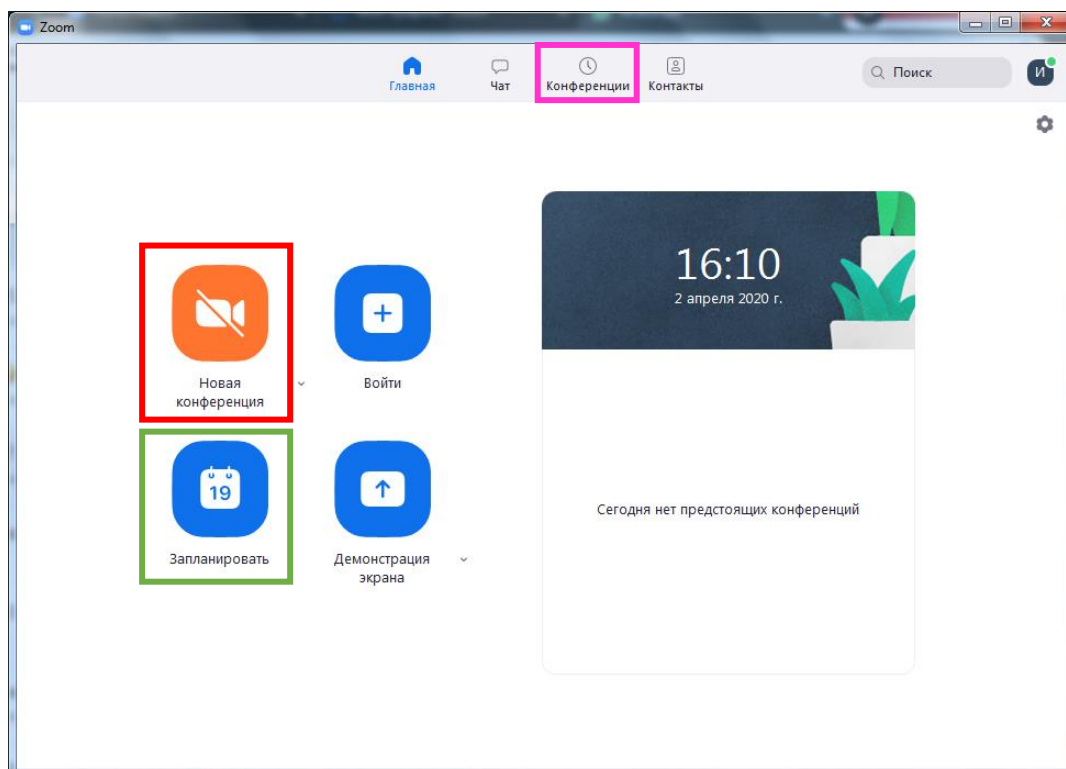 Zoom
Главная
Чат
Конференции
Контакты
Поиск
И
16:10
2 апреля 2020 г.
Новая
конференция
Войти
19
Запланировать
Демонстрация
экрана
Сегодня нет предстоящих конференций